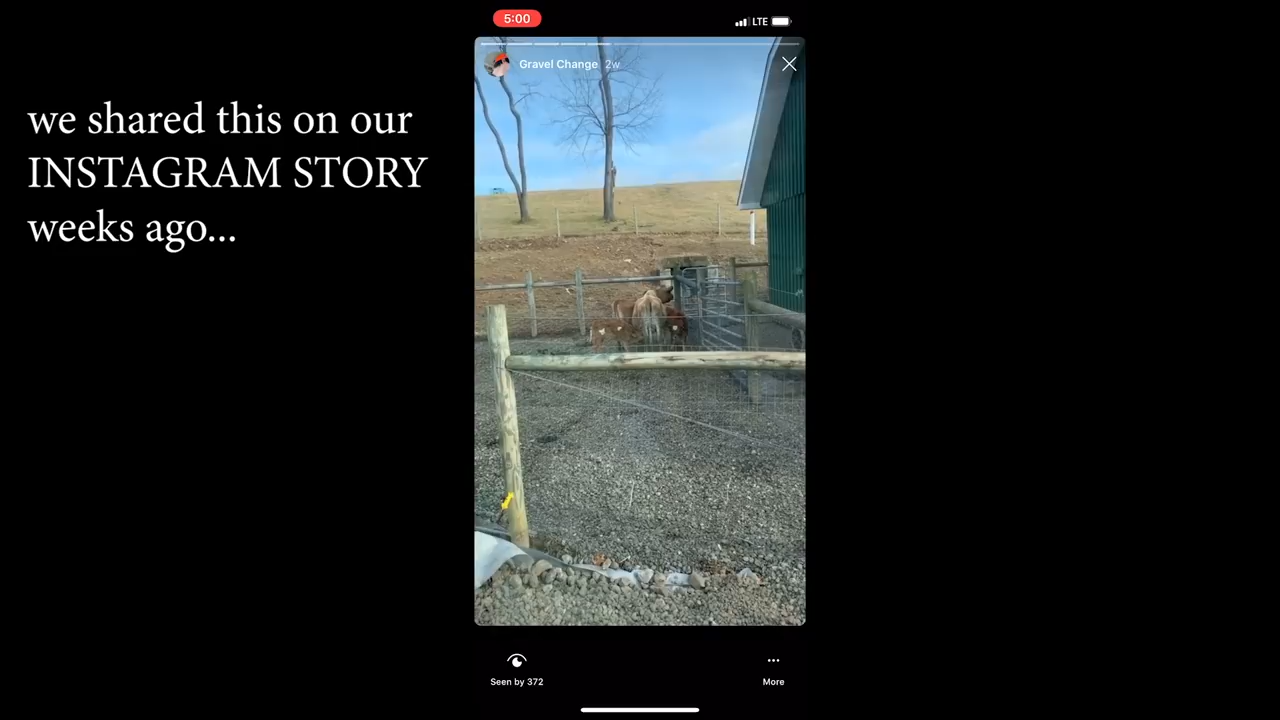 5:00
LTE
Gravel Change 2w
we shared this on our
INSTAGRAM STORY
weeks ago...
Seen by 372
More